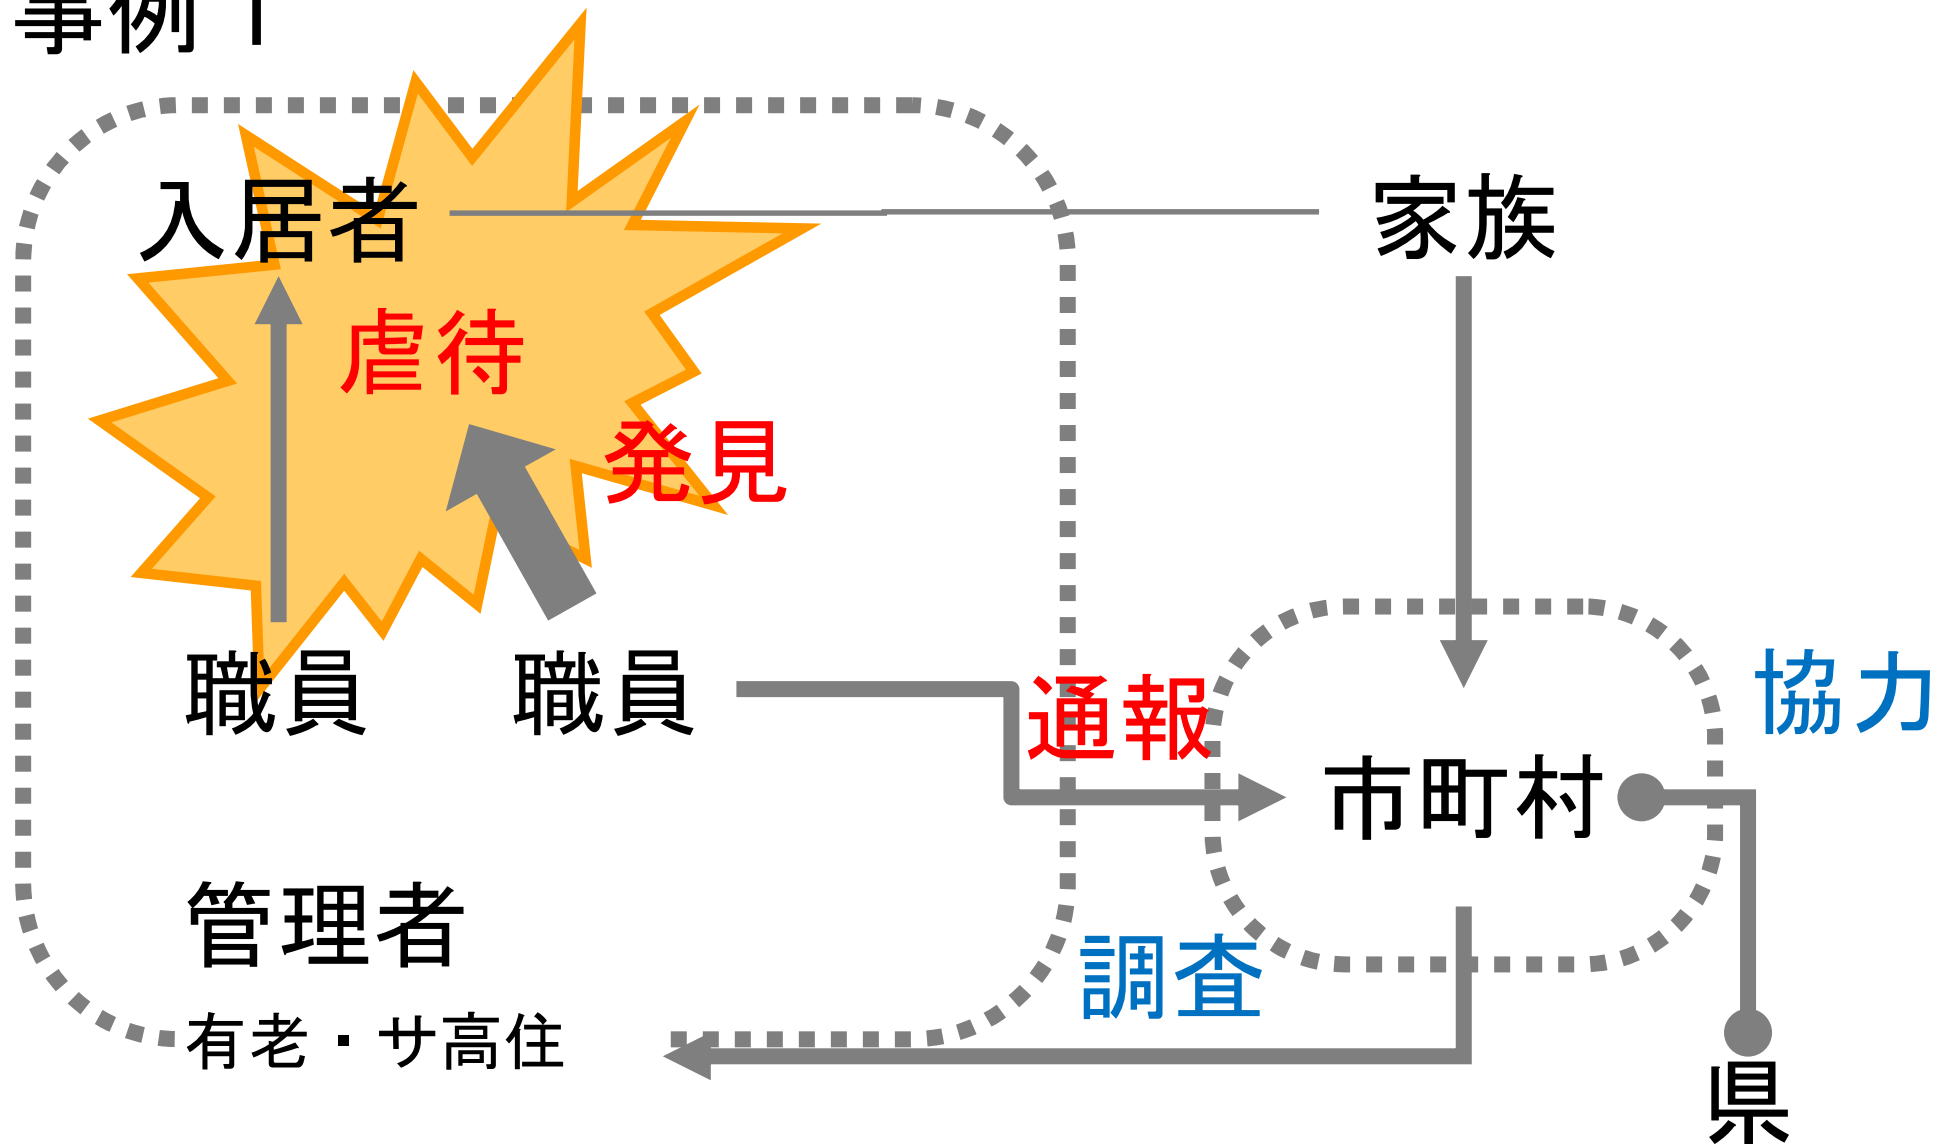 事例1
入居者
家族
虐待
発見
職員
職員
通報
協力
市町村
管理者
調査
有老・サ高住
県